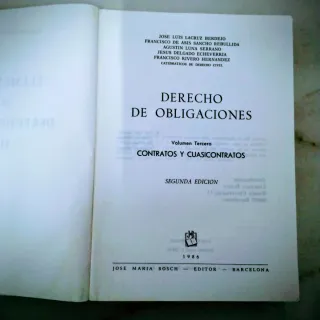 JOSE LUIS LACRUZ BERDEJO
FRANCISCO DE ASIS SANCHO REBULLIDA
AGUSTIN LUNA SERRANO
JESUS DELGADO ECHEVERRIA
FRANCISCO RIVERO HERNANDEZ
CATEDRATICOS DE DERECHO CIVIL
DERECHO
DE OBLIGACIONES
Volumen Tercero
CONTRATOS Y CUASICONTRATOS
SEGUNDA EDICION
1986
JOSE MARIA BOSCH — EDITOR — BARCELONA